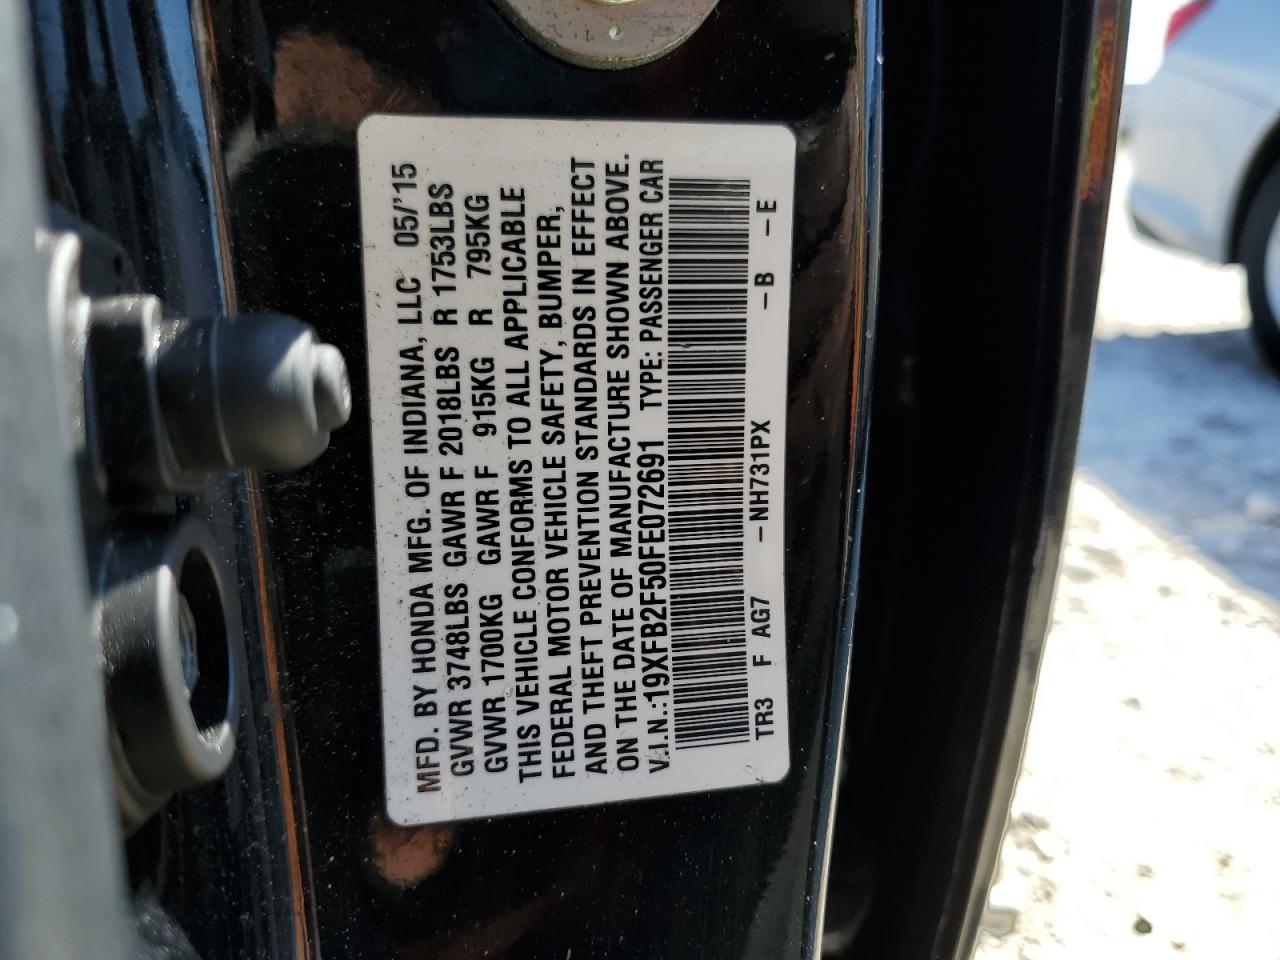 MFD. BY HONDA MFG. OF INDIANA, LLC 05/'15
GVWR 3748LBS GAWR F 2018LBS R 1753LBS
GVWR 1700KG GAWR F 915KG R 795KG
THIS VEHICLE CONFORMS TO ALL APPLICABLE
FEDERAL MOTOR VEHICLE SAFETY, BUMPER,
AND THEFT PREVENTION STANDARDS IN EFFECT
ON THE DATE OF MANUFACTURE SHOWN ABOVE.
V.I.N.:19XFB2F50FE072691 TYPE: PASSENGER CAR
TR3 F AG7 -NH731PX -B -E